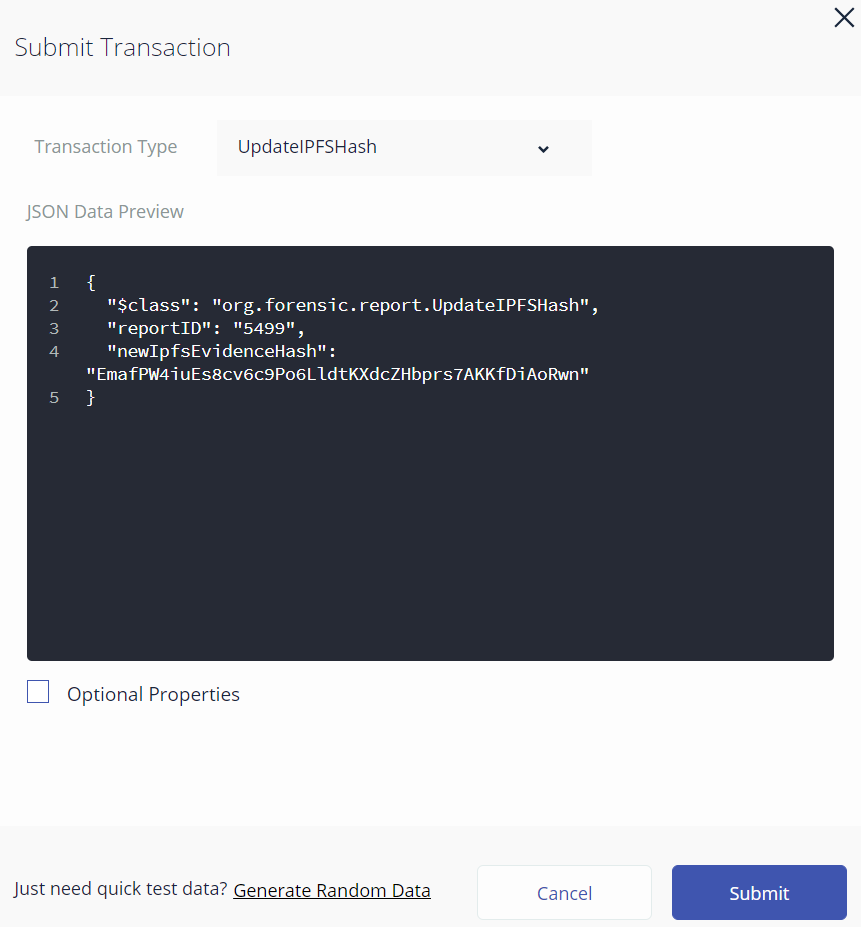 Submit Transaction
Transaction Type
UpdateIPFSHash
JSON Data Preview
1 {
2 "$class": "org.forensic.report.UpdateIPFSHash",
3 "reportID": "5499",
4 "newIpfsEvidenceHash":
"EmafPW4iuEs8cv6c9Po6LldtKXdcZHbprs7AKKfDiAoRwn"
5 }
Optional Properties
Just need quick test data? Generate Random Data
Cancel
Submit